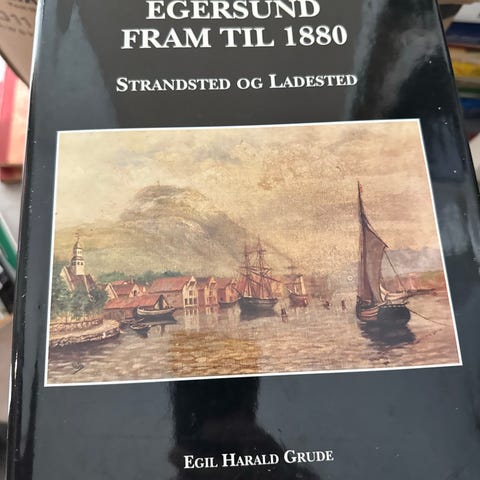 EGERSUND
FRAM TIL 1880
STRANDSTED OG LADESTED
EGIL HARALD GRUDE